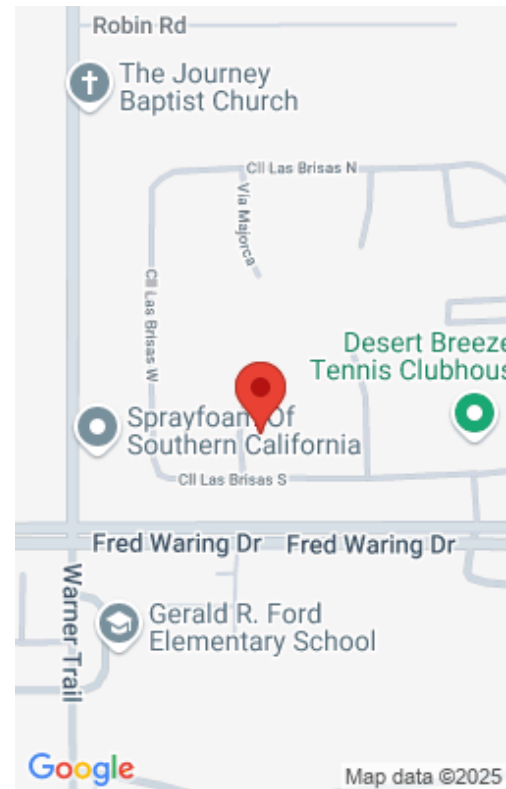 Robin Rd
The Journey
Baptist Church
Cll Las Brisas N
Vía Majorca
Cll Las Brisas W
Desert Breeze
Tennis Clubhous
Sprayfoam Of
Southern California
Cll Las Brisas S
Fred Waring Dr
Fred Waring Dr
Warner Trail
Gerald R. Ford
Elementary School
Google
Map data ©2025